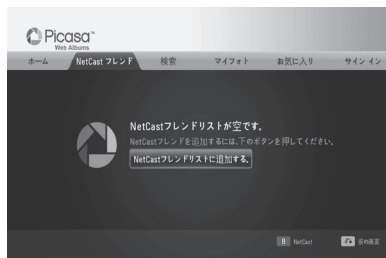 Picasa™
Web Albums
ホーム NetCast フレンド 検索 マイフォト お気に入り サイン イン
NetCastフレンドリストが空です。
NetCastフレンドを追加するには、下のボタンを押してください。
NetCastフレンドリストに追加する。
NetCast 前の画面